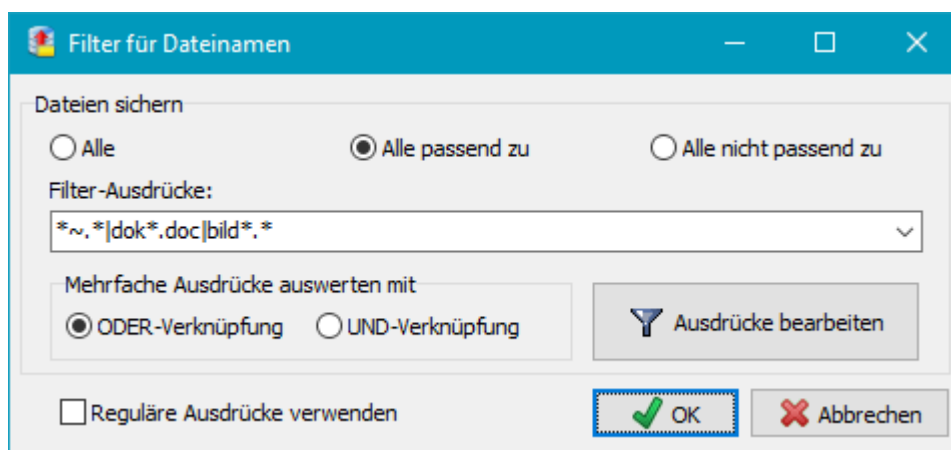 Filter für Dateinamen
Dateien sichern
Alle
Alle passend zu
Alle nicht passend zu
Filter-Ausdrücke:
*~.*|dok*.doc|bild*.*
Mehrfache Ausdrücke auswerten mit
ODER-Verknüpfung
UND-Verknüpfung
Ausdrücke bearbeiten
Reguläre Ausdrücke verwenden
OK
Abbrechen